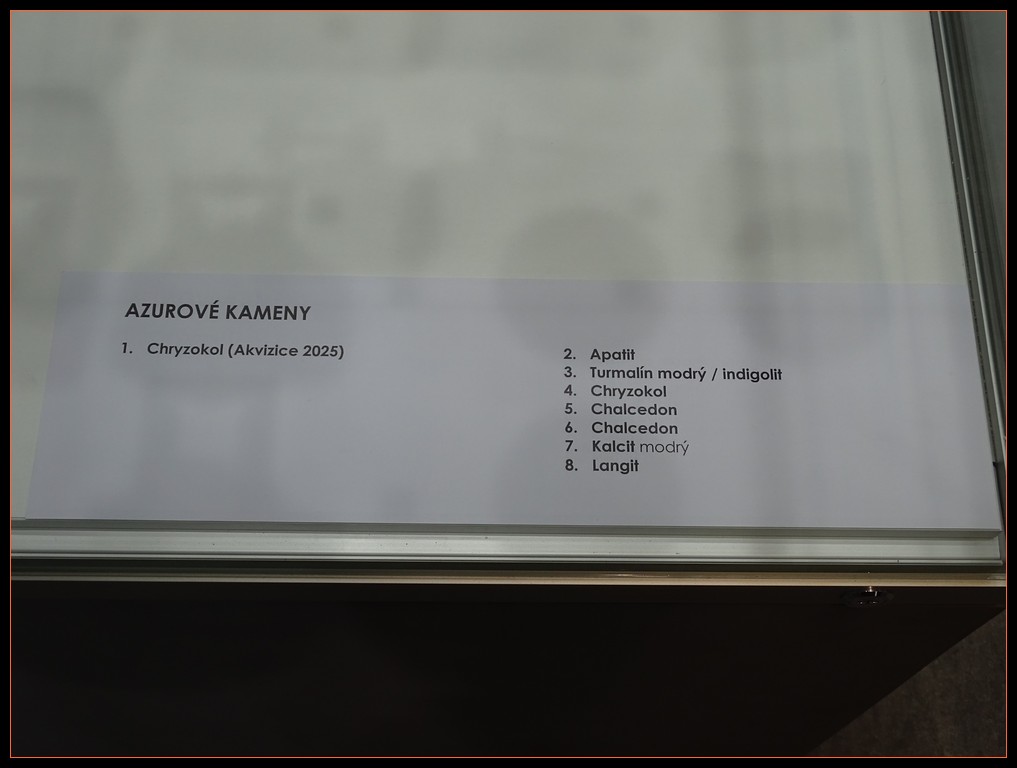 AZUROVÉ KAMENY
1. Chryzokol (Akvizice 2025)
2. Apatit
3. Turmalín modrý / indigolit
4. Chryzokol
5. Chalcedon
6. Chalcedon
7. Kalcit modrý
8. Langit